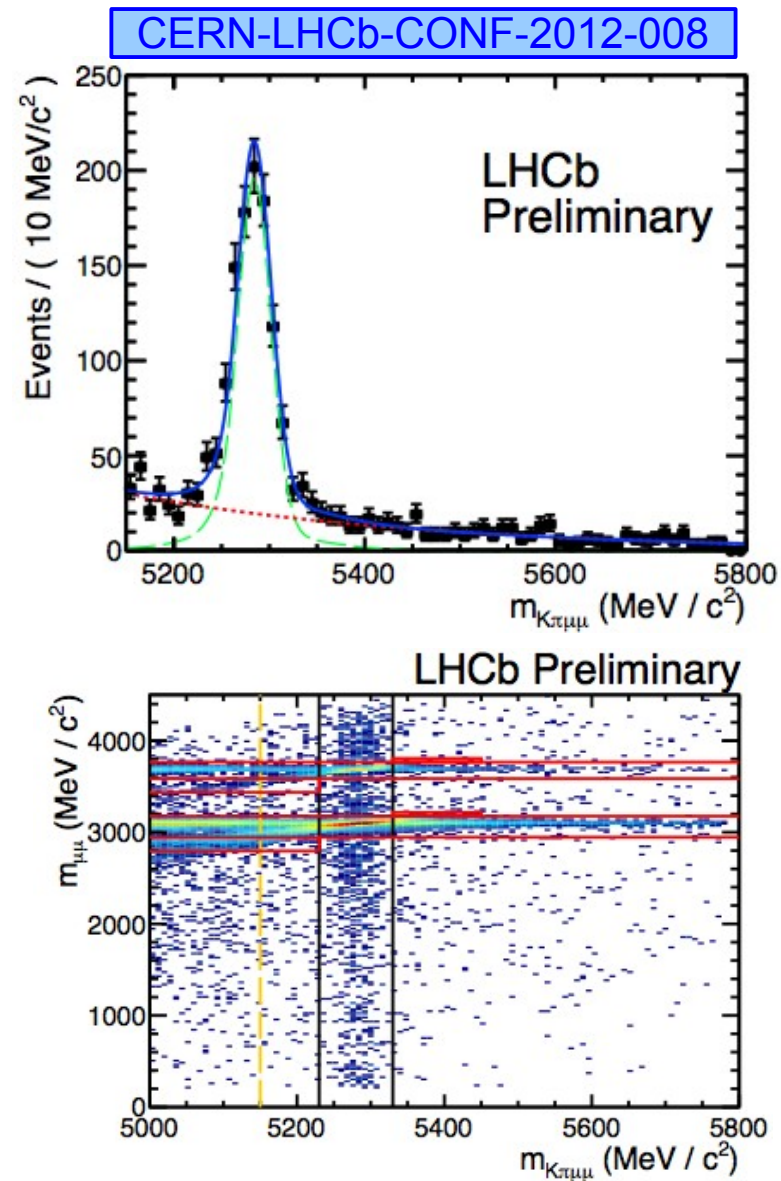 CERN-LHCb-CONF-2012-008
Events / ( 10 MeV/c² )
250
200
150
100
50
0
LHCb
Preliminary
5200 5400 5600 5800
m_Kπμμ (MeV / c²)
LHCb Preliminary
m_μμ (MeV / c²)
4000
3000
2000
1000
0
5000 5200 5400 5600 5800
m_Kπμμ (MeV / c²)